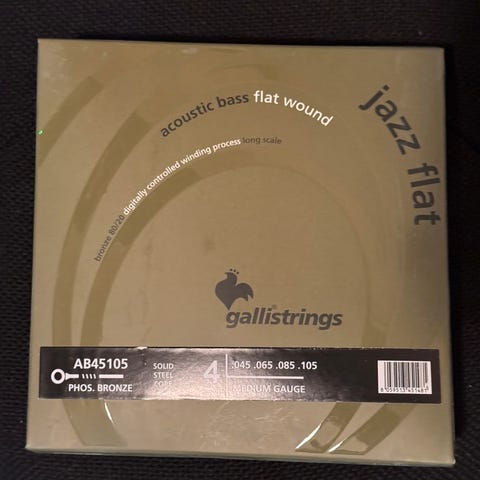 jazz flat
acoustic bass flat wound
bronze 80/20 digitally controlled winding process long scale
gallistrings
AB45105
PHOS. BRONZE
SOLID
STEEL
CORE
4
.045 .065 .085 .105
MEDIUM GAUGE